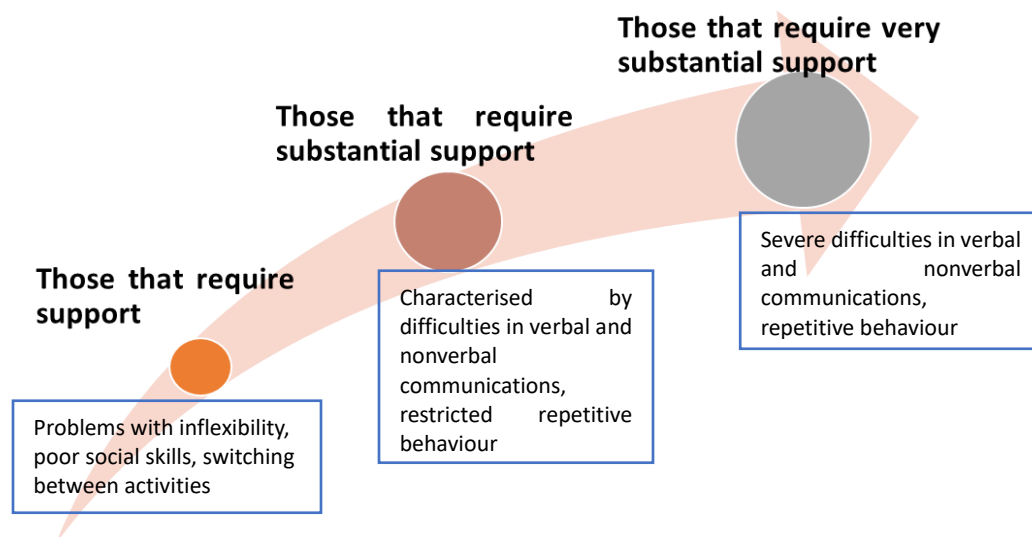 Those that require very
substantial support
Those that require
substantial support
Those that require
support
Severe difficulties in verbal
and nonverbal
communications,
repetitive behaviour
Characterised by
difficulties in verbal and
nonverbal
communications,
restricted repetitive
behaviour
Problems with inflexibility,
poor social skills, switching
between activities